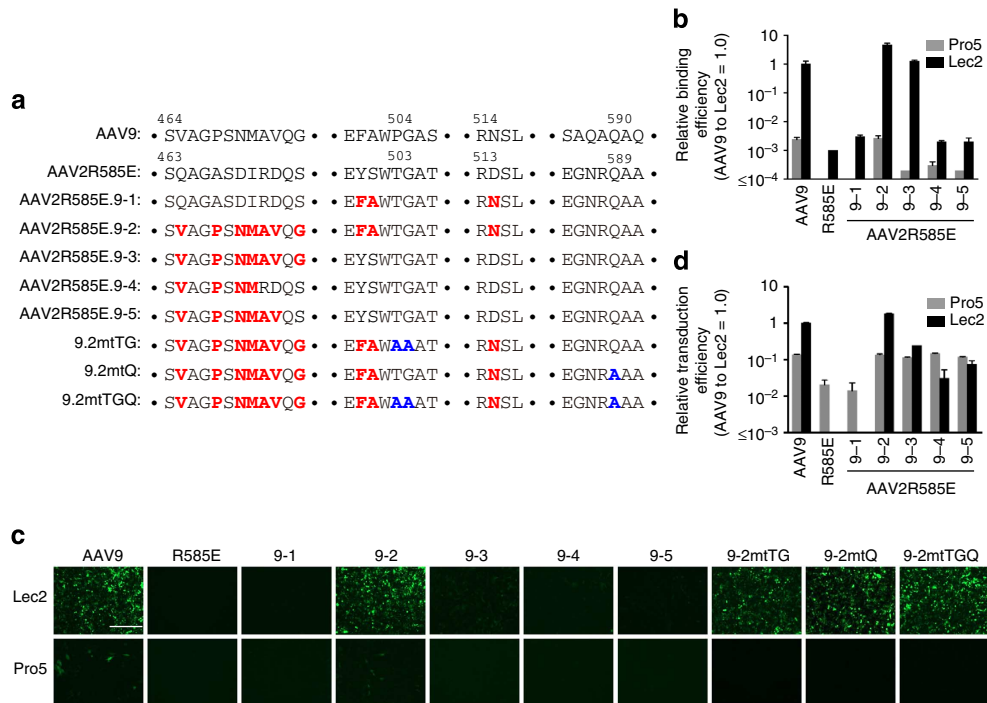 a
464 504 514 590
AAV9: • SVAGPSNMAVQG • • EFAWPGAS • • RNSL • • SAQAQAQ •
463 503 513 589
AAV2R585E: • SQAGASDIRDQS • • EYSWTGAT • • RDSL • • EGNRQAA •
AAV2R585E.9-1: • SQAGASDIRDQS • • EFAWTGAT • • RNSL • • EGNRQAA •
AAV2R585E.9-2: • SVAGPSNMAVQG • • EFAWTGAT • • RNSL • • EGNRQAA •
AAV2R585E.9-3: • SVAGPSNMAVQG • • EYSWTGAT • • RDSL • • EGNRQAA •
AAV2R585E.9-4: • SVAGPSNMRDQS • • EYSWTGAT • • RDSL • • EGNRQAA •
AAV2R585E.9-5: • SVAGPSNMAVQS • • EYSWTGAT • • RDSL • • EGNRQAA •
9.2mtTG: • SVAGPSNMAVQG • • EFAWAAAT • • RNSL • • EGNRQAA •
9.2mtQ: • SVAGPSNMAVQG • • EFAWTGAT • • RNSL • • EGNRAAA •
9.2mtTGQ: • SVAGPSNMAVQG • • EFAWAAAT • • RNSL • • EGNRAAA •
b
Relative binding
efficiency
(AAV9 to Lec2 = 1.0)
10
1
10⁻¹
10⁻²
10⁻³
≤10⁻⁴
Pro5
Lec2
AAV9 R585E 9–1 9–2 9–3 9–4 9–5
AAV2R585E
d
Relative transduction
efficiency
(AAV9 to Lec2 = 1.0)
10
1
10⁻¹
10⁻²
≤10⁻³
Pro5
Lec2
AAV9 R585E 9–1 9–2 9–3 9–4 9–5
AAV2R585E
c
AAV9 R585E 9-1 9-2 9-3 9-4 9-5 9-2mtTG 9-2mtQ 9-2mtTGQ
Lec2
Pro5